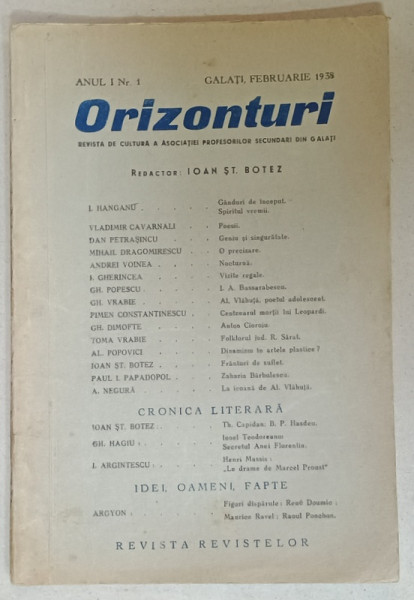 ANUL I Nr. 1 GALAȚI, FEBRUARIE 1938
Orizonturi
REVISTA DE CULTURĂ A ASOCIAȚIEI PROFESORILOR SECUNDARI DIN GALAȚI
REDACTOR: IOAN ȘT. BOTEZ
I. HANGANU . . . . Gânduri de început.
Spiritul vremii.
VLADIMIR CAVARNALI . . . Poezii.
DAN PETRAȘINCU . . . Geniu și singurătate.
MIHAIL DRAGOMIRESCU . . . O precizare.
ANDREI VOINEA . . . . Nocturnă.
I. GHERINCEA . . . . Vizite regale.
GH. POPESCU . . . . I. A. Bassarabescu.
GH. VRABIE . . . . Al. Vlăhuță, poetul adolescent.
PIMEN CONSTANTINESCU . . . Centenarul morții lui Leopardi.
GH. DIMOFTE . . . . Anton
TOMA VRABIE . . . . Folklorul jud. R. Sărat.
AL. POPOVICI . . . . Dinamism în artele plastice?
IOAN ȘT. BOTEZ . . . . Frânturi de suflet.
PAUL I. PAPADOPOL . . . . Zaharia Bârbulescu.
A. NEGURĂ . . . . La icoană de Al. Vlăhuță.
CRONICA LITERARĂ
IOAN ȘT. BOTEZ . . . . Th. Capidan: B. P. Hasdeu.
GH. HAGIU : . . . . Ionel Teodoreanu:
Secretul Anei Florentin.
I. ARGINTESCU : . . . . Henri Massis :
„Le drame de Marcel Proust"
IDEI, OAMENI, FAPTE
ARGYON : . . . . Figuri dispărute: René Doumic ;
Maurice Ravel ; Raoul Ponchon.
REVISTA REVISTELOR